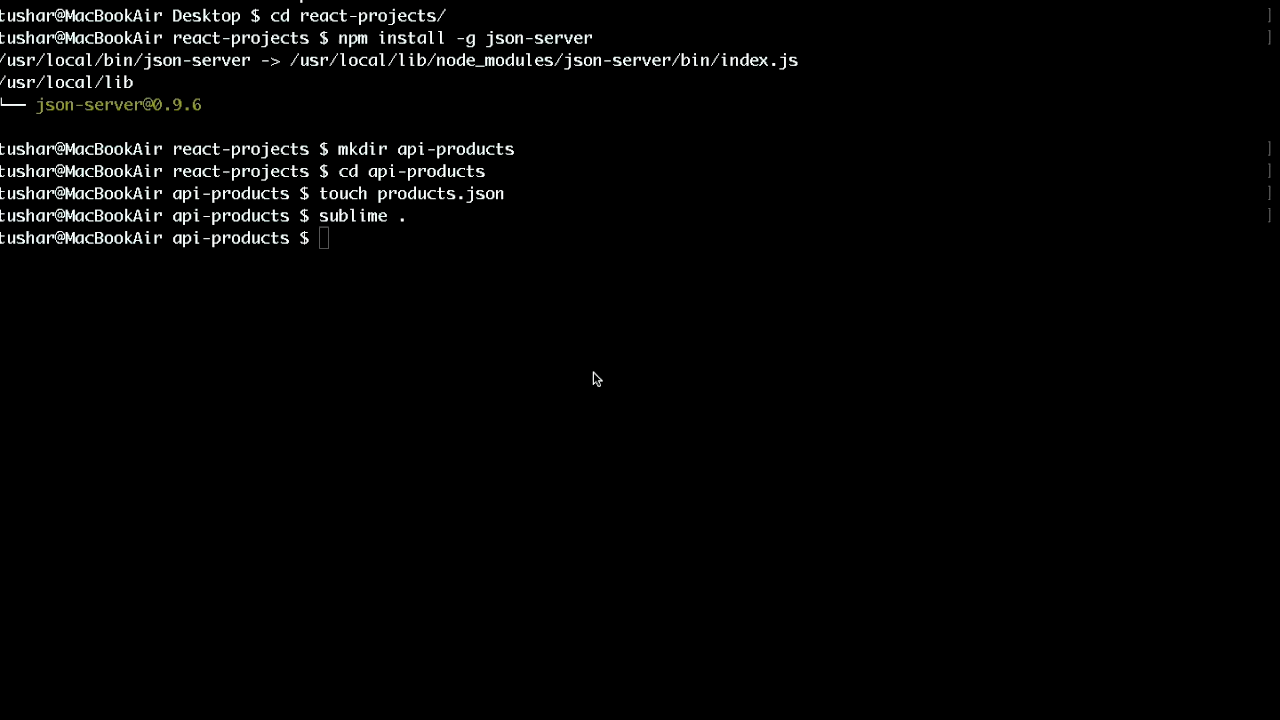 tushar@MacBookAir Desktop $ cd react-projects/
tushar@MacBookAir react-projects $ npm install -g json-server
/usr/local/bin/json-server -> /usr/local/lib/node_modules/json-server/bin/index.js
/usr/local/lib
└── json-server@0.9.6
tushar@MacBookAir react-projects $ mkdir api-products
tushar@MacBookAir react-projects $ cd api-products
tushar@MacBookAir api-products $ touch products.json
tushar@MacBookAir api-products $ sublime .
tushar@MacBookAir api-products $